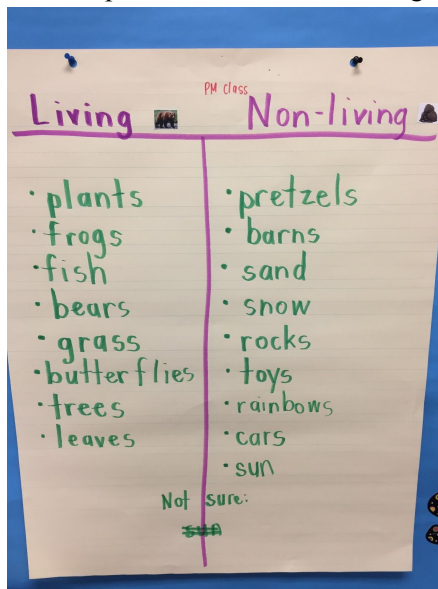 PM Class
Living
Non-living
• plants
• frogs
• fish
• bears
• grass
• butterflies
• trees
• leaves
• pretzels
• barns
• sand
• snow
• rocks
• toys
• rainbows
• cars
• sun
Not sure:
sun